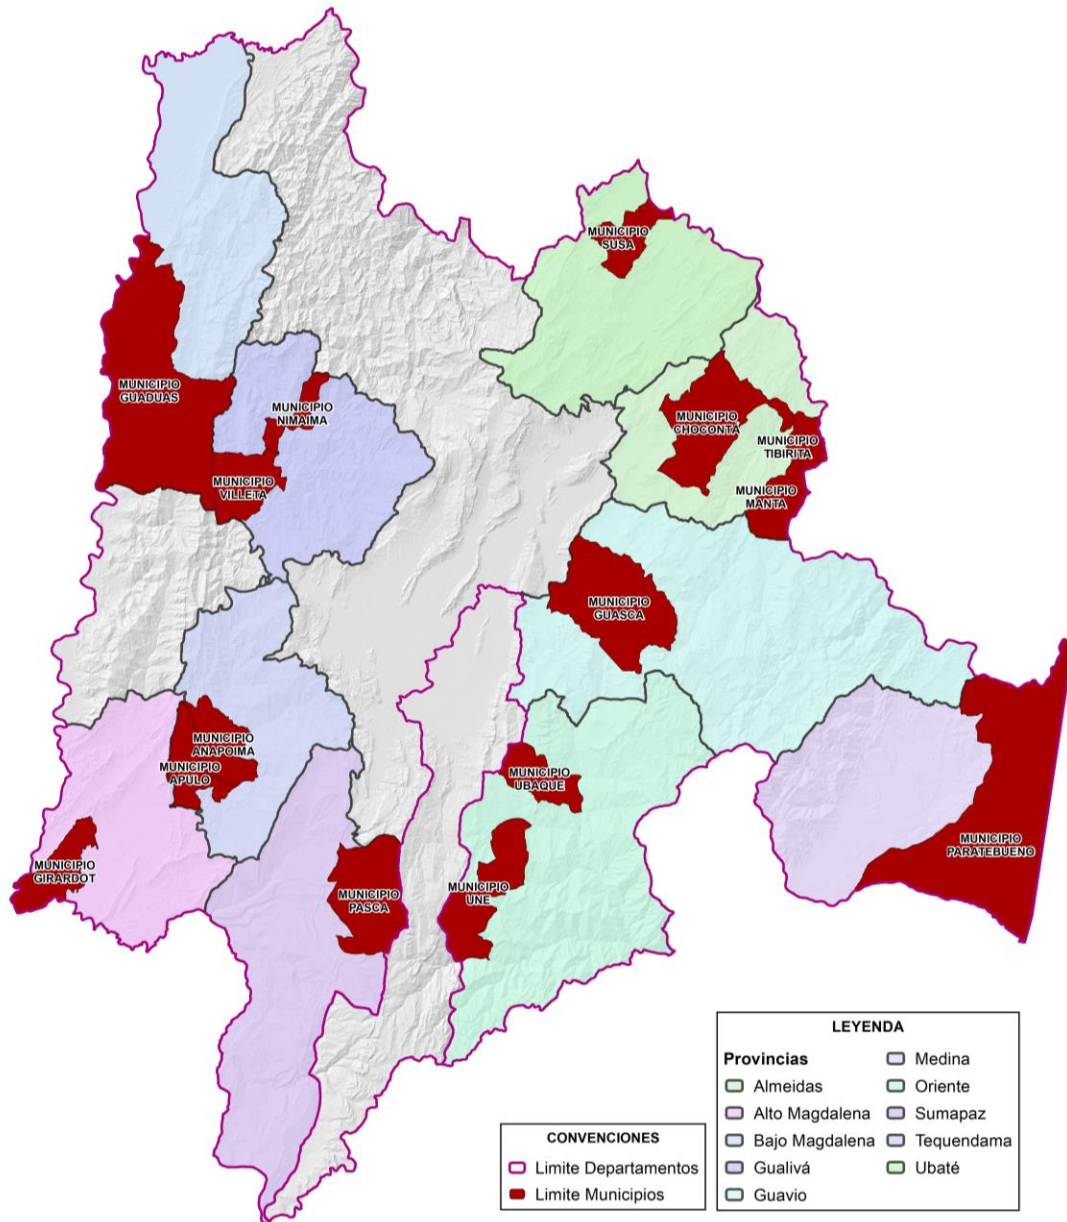 MUNICIPIO
SUSA
MUNICIPIO
GUADUAS
MUNICIPIO
NIMAIMA
MUNICIPIO
CHOCONTÁ
MUNICIPIO
TIBIRITA
MUNICIPIO
VILLETA
MUNICIPIO
MANTA
MUNICIPIO
GUASCA
MUNICIPIO
ANAPOIMA
MUNICIPIO
APULO
MUNICIPIO
UBAQUE
MUNICIPIO
PARATEBUENO
MUNICIPIO
GIRARDOT
MUNICIPIO
PASCA
MUNICIPIO
UNE
CONVENCIONES
Limite Departamentos
Limite Municipios
LEYENDA
Provincias
Almeidas
Alto Magdalena
Bajo Magdalena
Gualivá
Guavio
Medina
Oriente
Sumapaz
Tequendama
Ubaté